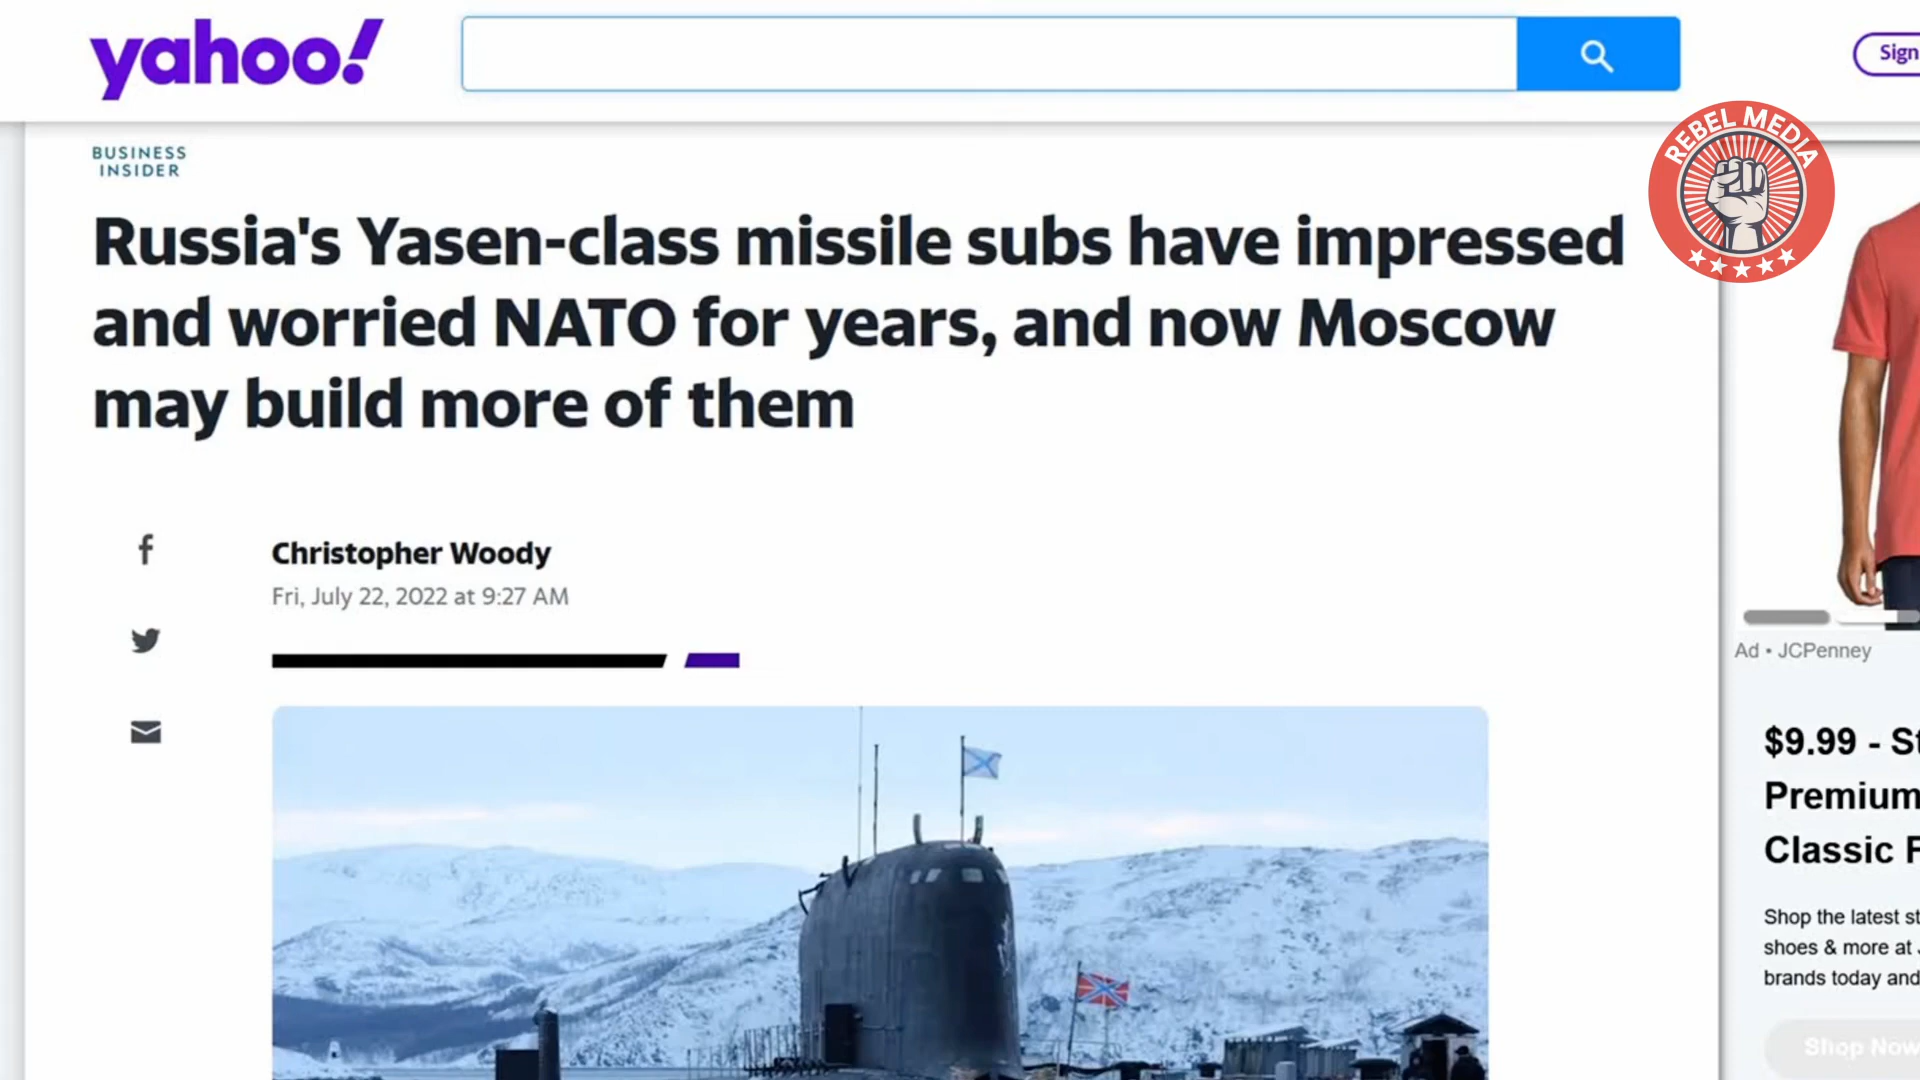 yahoo!
Sign
REBEL MEDIA
BUSINESS
INSIDER
Russia's Yasen-class missile subs have impressed
and worried NATO for years, and now Moscow
may build more of them
Christopher Woody
Fri, July 22, 2022 at 9:27 AM
Ad • JCPenney
$9.99 - St
Premium
Classic F
Shop the latest st
shoes & more at
brands today and
Shop Now